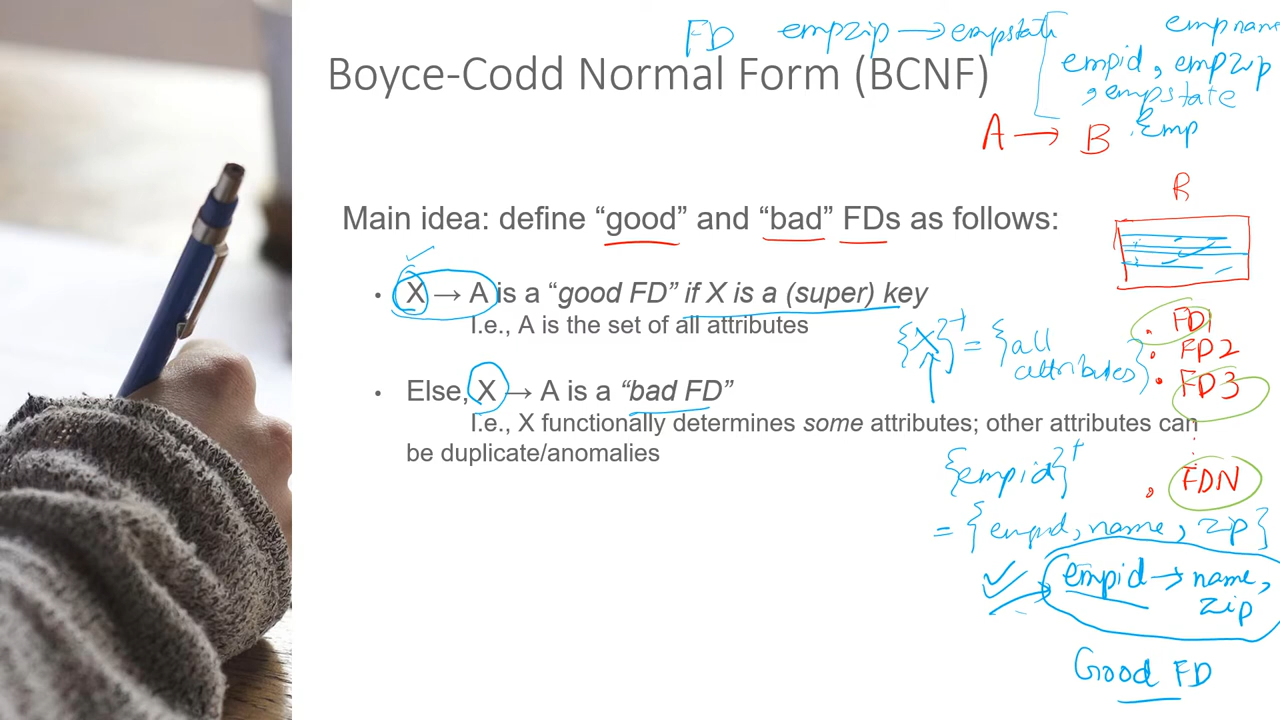 FD empzip → empstate
empname
empid, empzip
, empstate
Boyce-Codd Normal Form (BCNF)
A → B
Emp
R
Main idea: define “good” and “bad” FDs as follows:
• X → A is a “good FD” if X is a (super) key
I.e., A is the set of all attributes
{X}+ = {all attributes}
• FD1
• FD2
• FD3
• Else, X → A is a “bad FD”
I.e., X functionally determines some attributes; other attributes can
be duplicate/anomalies
{empid}+
• FDN
= {empid, name, zip}
empid → name,
zip
Good FD